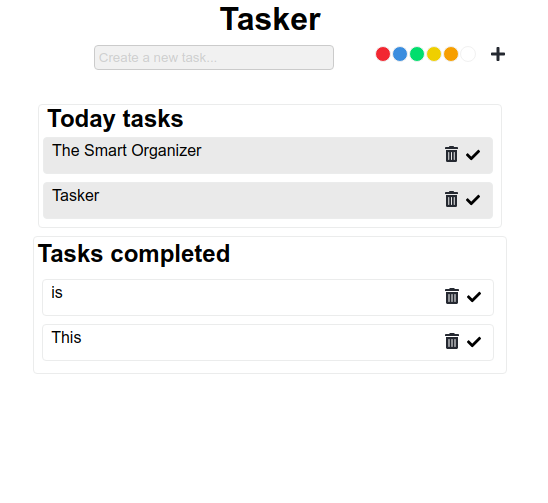 Tasker
Create a new task...
Today tasks
The Smart Organizer
Tasker
Tasks completed
is
This